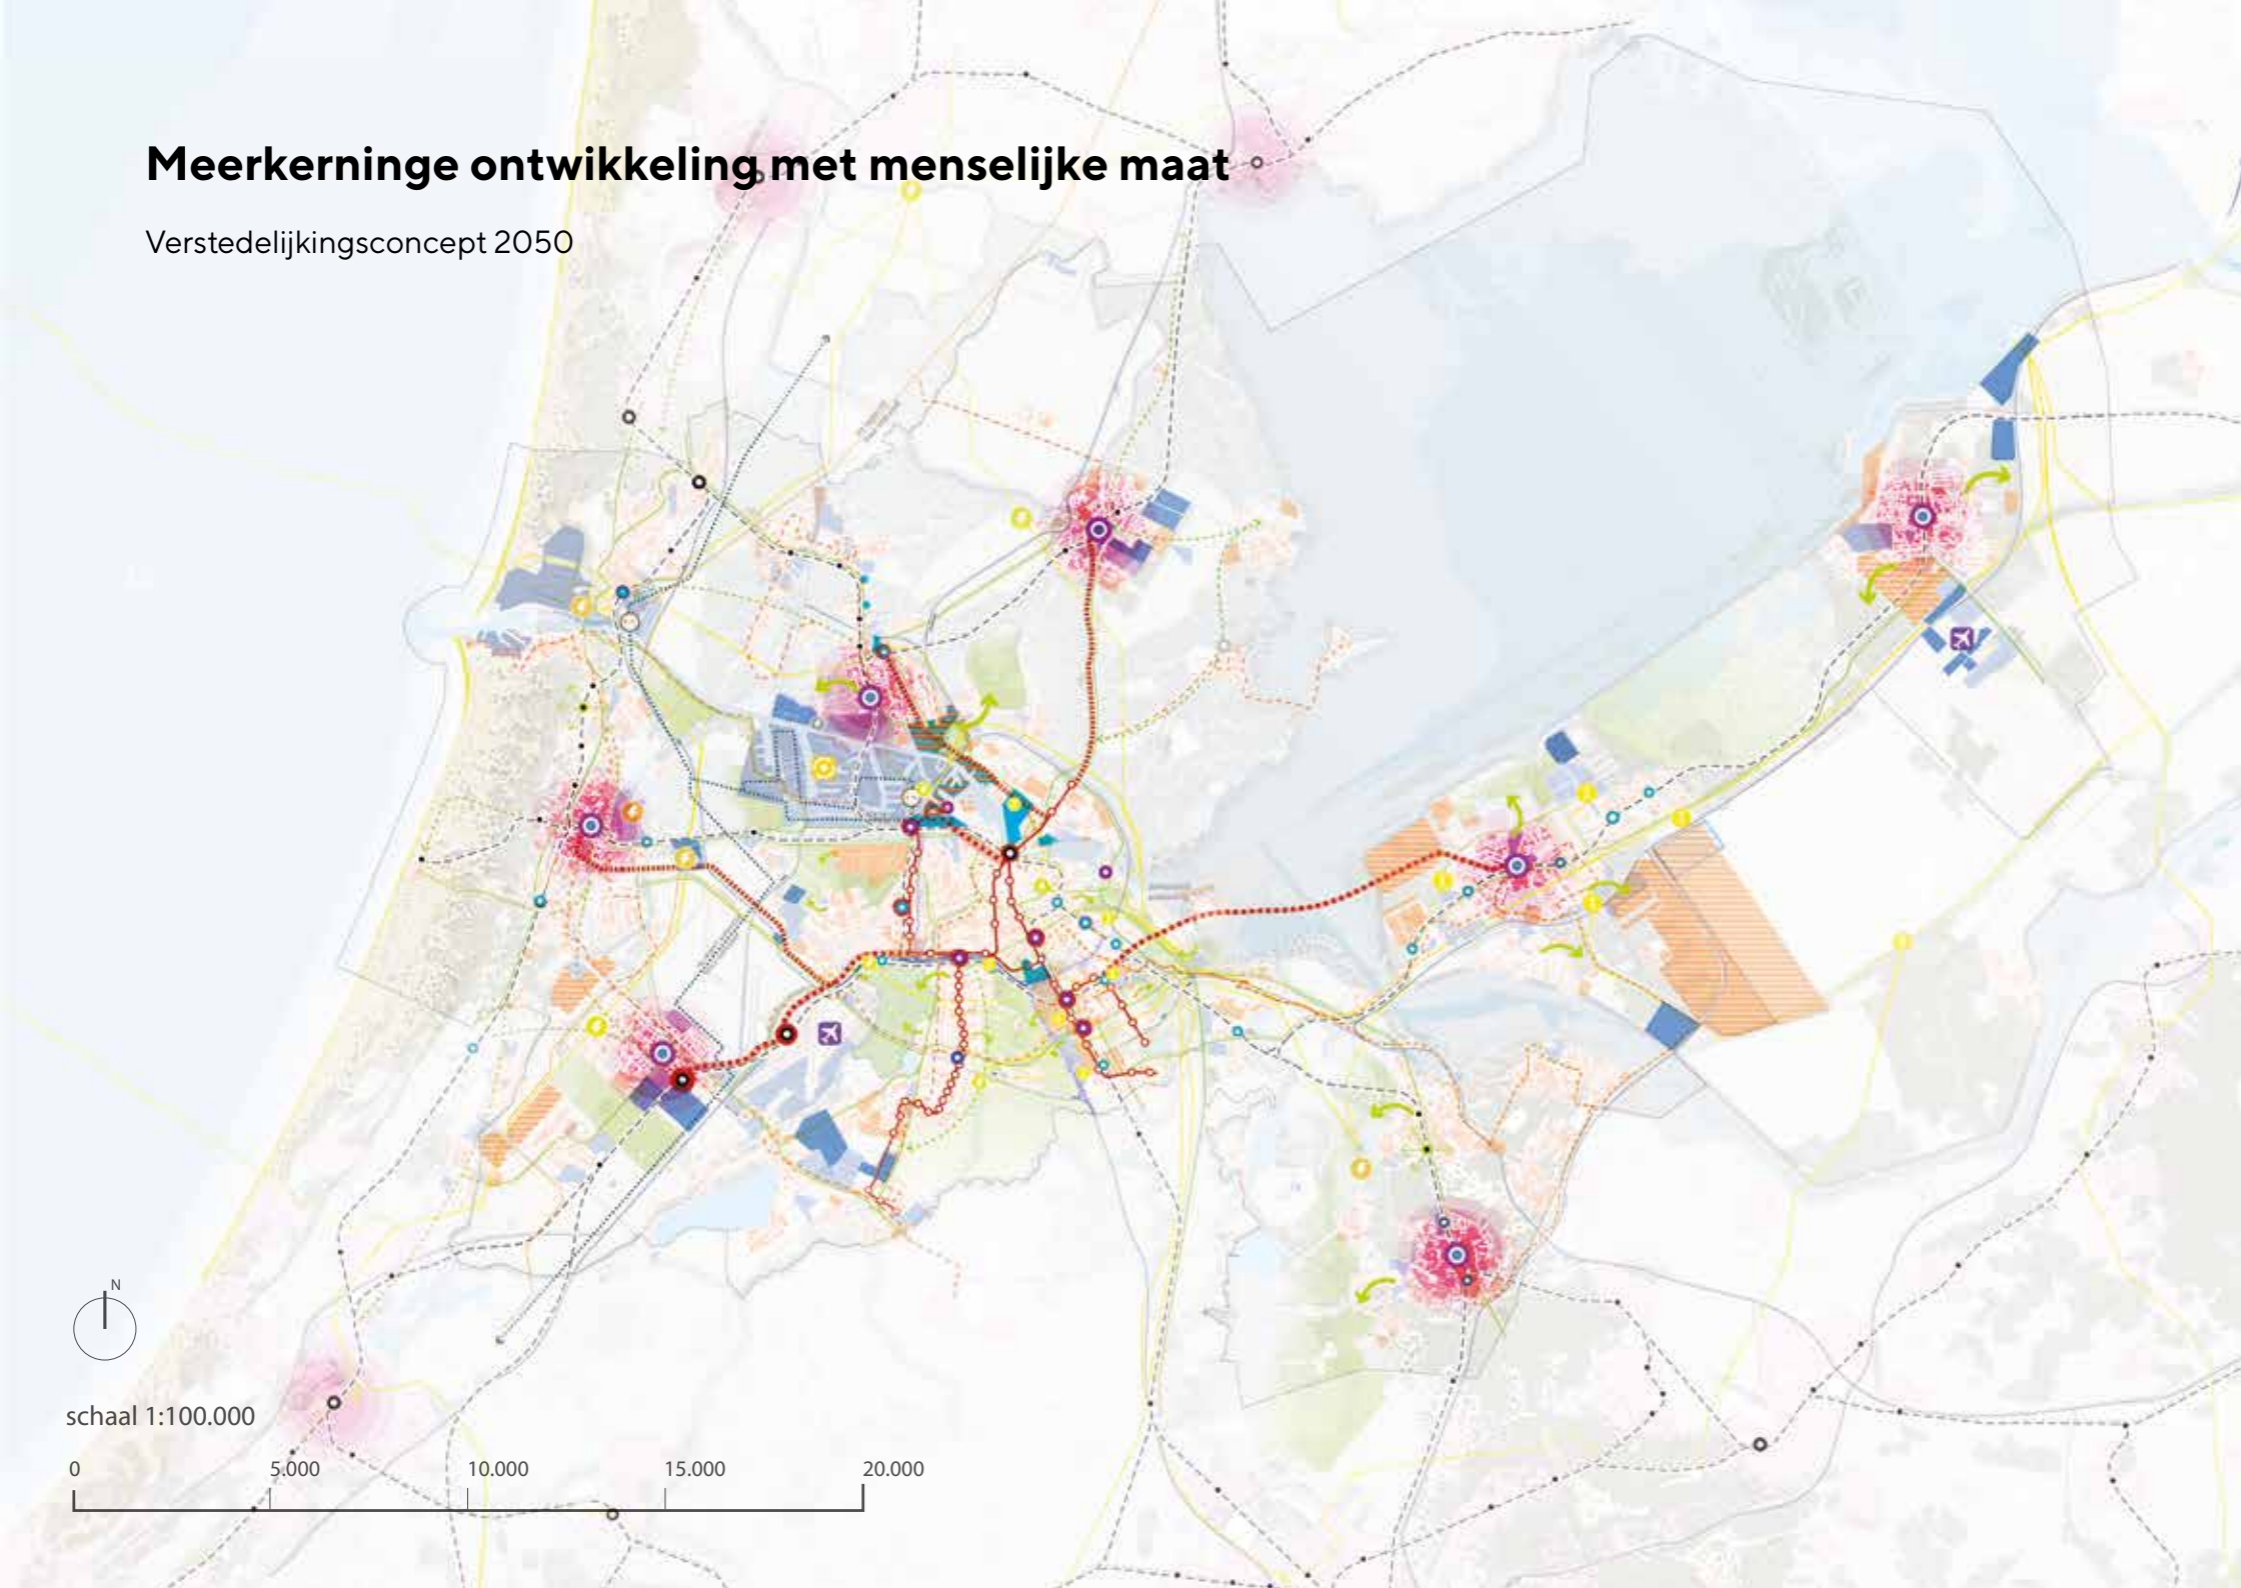 Meerkerninge ontwikkeling met menselijke maat
Verstedelijkingsconcept 2050
N
schaal 1:100.000
0 5.000 10.000 15.000 20.000